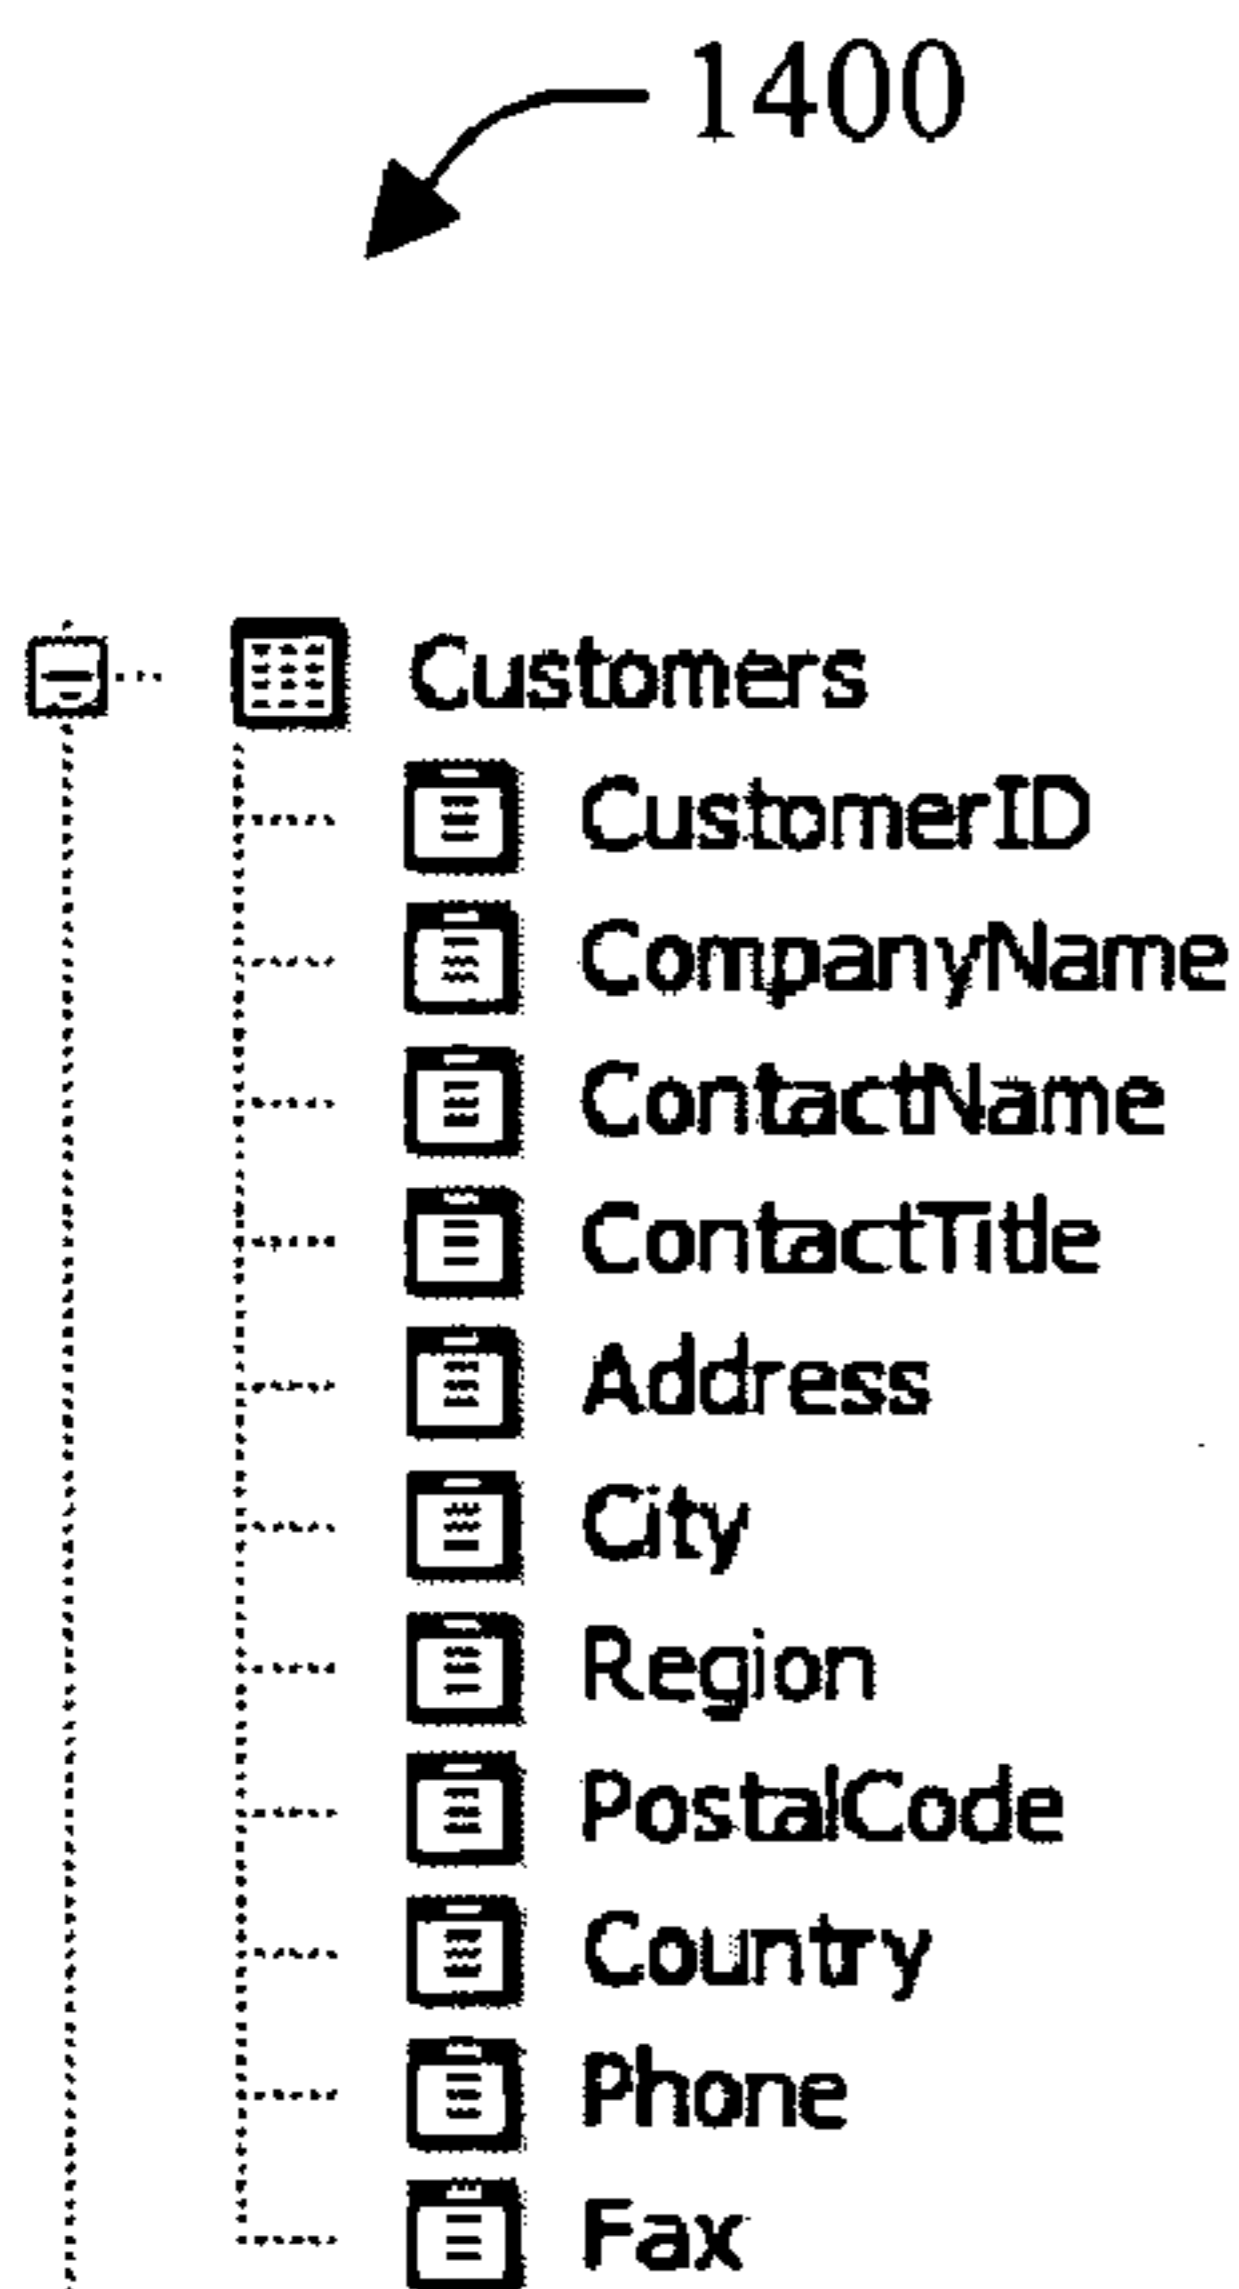 1400
Customers
CustomerID
CompanyName
ContactName
ContactTitle
Address
City
Region
PostalCode
Country
Phone
Fax